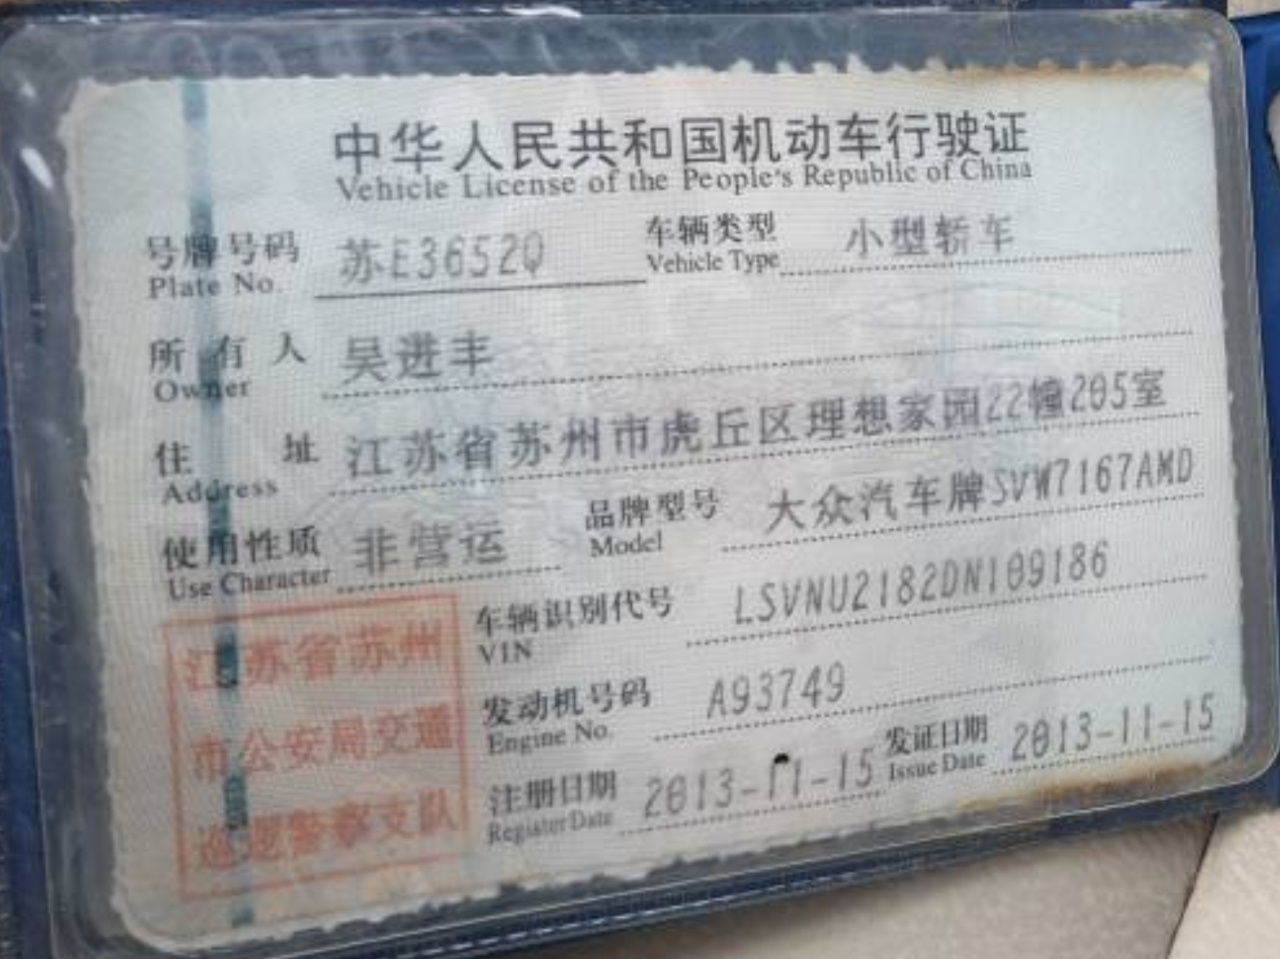 中华人民共和国机动车行驶证
Vehicle License of the People's Republic of China
号牌号码 苏E3652Q 车辆类型 小型轿车
Plate No. Vehicle Type
所有人 吴进丰
Owner
住址 江苏省苏州市虎丘区理想家园22幢205室
Address
使用性质 非营运 品牌型号 大众汽车牌SVW7167AMD
Use Character Model
车辆识别代号 LSVNU2182DN109186
VIN
发动机号码 A93749
Engine No.
注册日期 2013-11-15 发证日期 2013-11-15
Register Date Issue Date
江苏省苏州
市公安局交通
巡逻警察支队